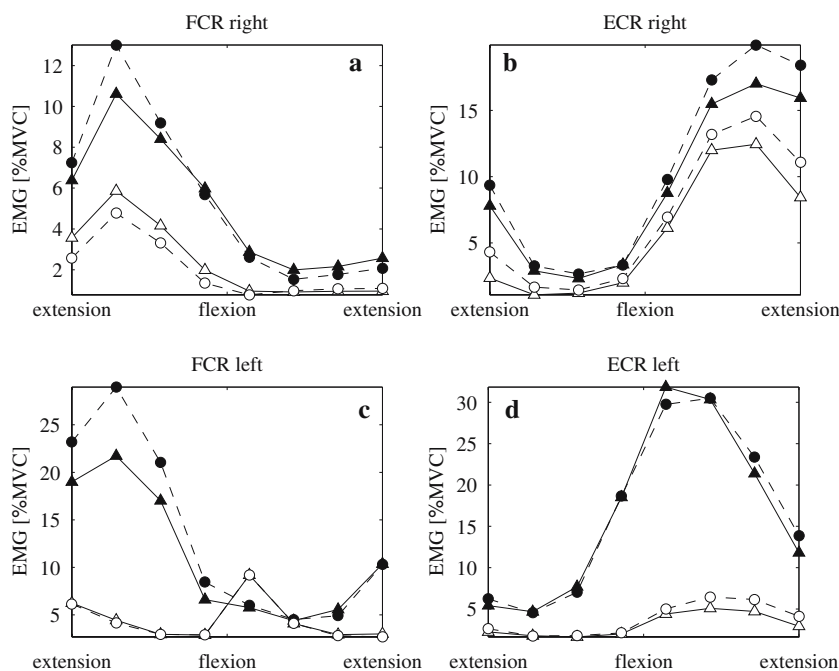 FCR right
ECR right
a
b
EMG [%MVC]
12
10
8
6
4
2
EMG [%MVC]
15
10
5
extension
flexion
extension
extension
flexion
extension
FCR left
ECR left
c
d
EMG [%MVC]
25
20
15
10
5
EMG [%MVC]
30
25
20
15
10
5
extension
flexion
extension
extension
flexion
extension